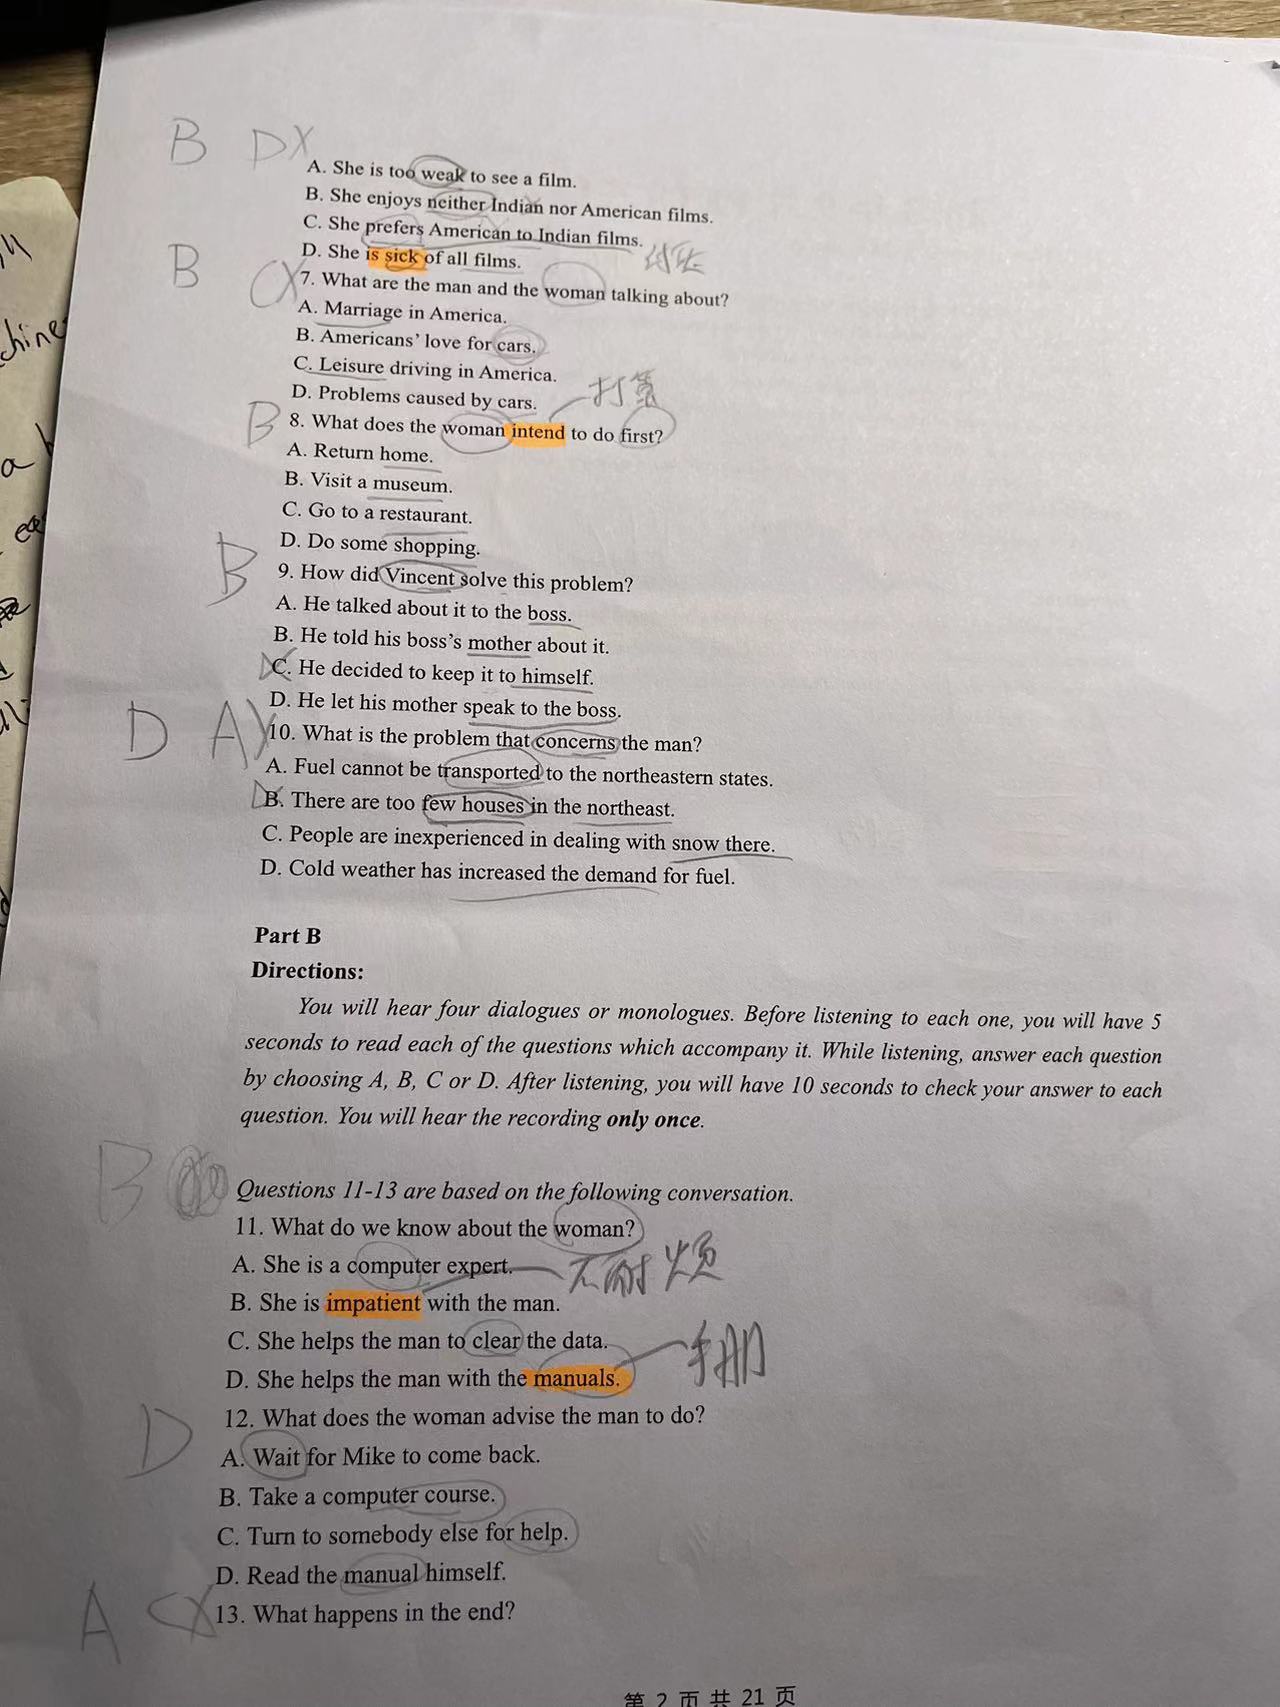 B DX
A. She is too weak to see a film.
B. She enjoys neither Indian nor American films.
C. She prefers American to Indian films.
D. She is sick of all films.
B CX
7. What are the man and the woman talking about?
A. Marriage in America.
B. Americans' love for cars.
C. Leisure driving in America.
D. Problems caused by cars.
打算
B
8. What does the woman intend to do first?
A. Return home.
B. Visit a museum.
C. Go to a restaurant.
D. Do some shopping.
B
9. How did Vincent solve this problem?
A. He talked about it to the boss.
B. He told his boss's mother about it.
C. He decided to keep it to himself.
D. He let his mother speak to the boss.
D AX
10. What is the problem that concerns the man?
A. Fuel cannot be transported to the northeastern states.
B. There are too few houses in the northeast.
C. People are inexperienced in dealing with snow there.
D. Cold weather has increased the demand for fuel.
Part B
Directions:
You will hear four dialogues or monologues. Before listening to each one, you will have 5
seconds to read each of the questions which accompany it. While listening, answer each question
by choosing A, B, C or D. After listening, you will have 10 seconds to check your answer to each
question. You will hear the recording only once.
B
Questions 11-13 are based on the following conversation.
11. What do we know about the woman?
A. She is a computer expert.
不耐烦
B. She is impatient with the man.
C. She helps the man to clear the data.
手册
D. She helps the man with the manuals.
D
12. What does the woman advise the man to do?
A. Wait for Mike to come back.
B. Take a computer course.
C. Turn to somebody else for help.
D. Read the manual himself.
A CX
13. What happens in the end?
第 2 页 共 21 页